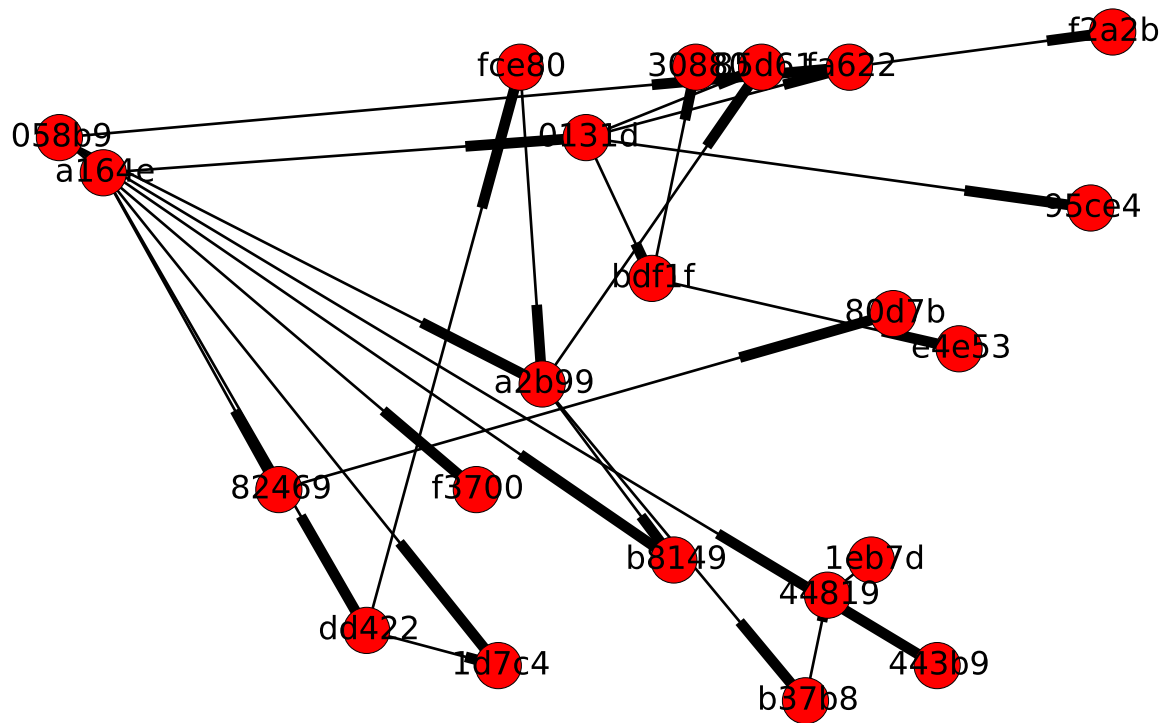 f2a2b
fce80
30880
85d61
fa622
058b9
0131d
a164e
95ce4
bdf1f
80d7b
e4e53
a2b99
82469
f3700
b8149
1eb7d
44819
dd422
1d7c4
443b9
b37b8